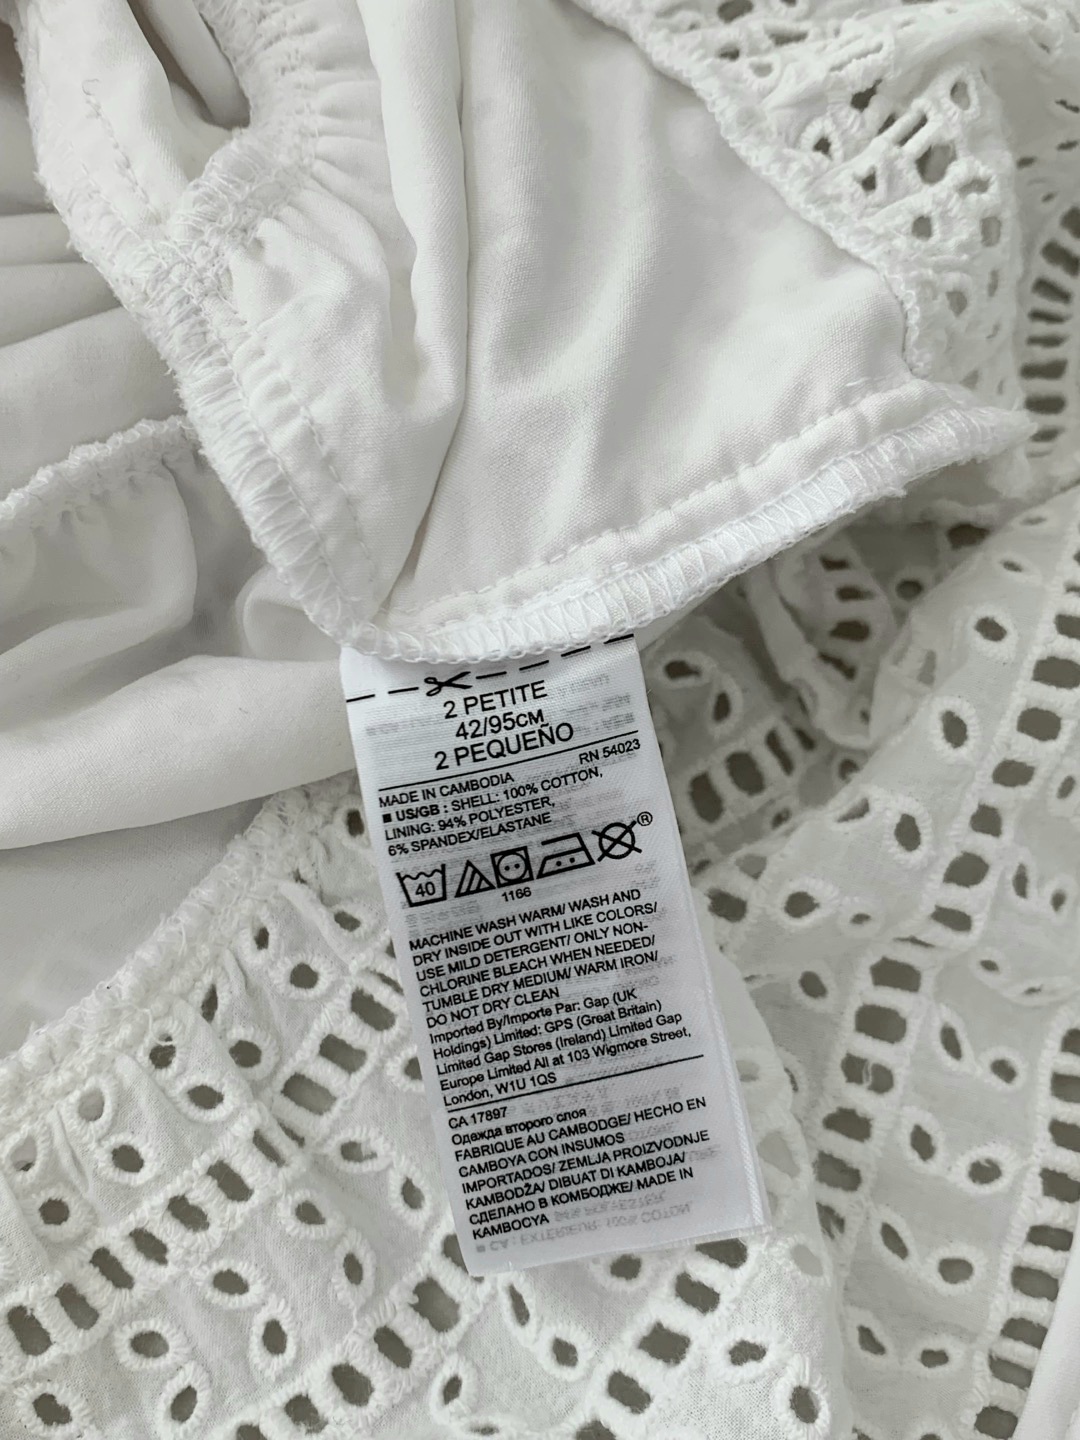 2 PETITE
42/95CM
2 PEQUEÑO
RN 54023
MADE IN CAMBODIA
■ US/GB : SHELL: 100% COTTON,
LINING: 94% POLYESTER,
6% SPANDEX/ELASTANE
40
®
1166
MACHINE WASH WARM/ WASH AND
DRY INSIDE OUT WITH LIKE COLORS/
USE MILD DETERGENT/ ONLY NON-
CHLORINE BLEACH WHEN NEEDED/
TUMBLE DRY MEDIUM/ WARM IRON/
DO NOT DRY CLEAN
Imported By/Importe Par: Gap (UK
Holdings) Limited: GPS (Great Britain)
Limited Gap Stores (Ireland) Limited Gap
Europe Limited All at 103 Wigmore Street,
London, W1U 1QS
CA 17897
Одежда второго слоя
FABRIQUE AU CAMBODGE/ HECHO EN
CAMBOYA CON INSUMOS
IMPORTADOS/ ZEMLJA PROIZVODNJE
KAMBODŽA/ DIBUAT DI KAMBOJA/
СДЕЛАНО В КОМБОДЖЕ/ MADE IN
KAMBOCYA